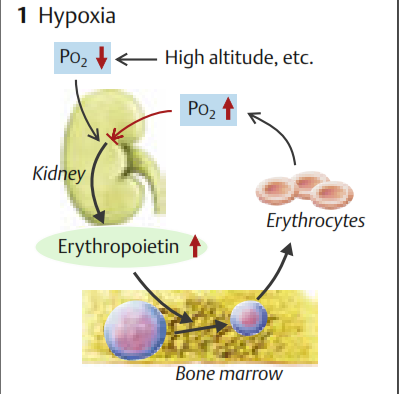 1 Hypoxia
PO₂
High altitude, etc.
PO₂
Kidney
Erythrocytes
Erythropoietin
Bone marrow